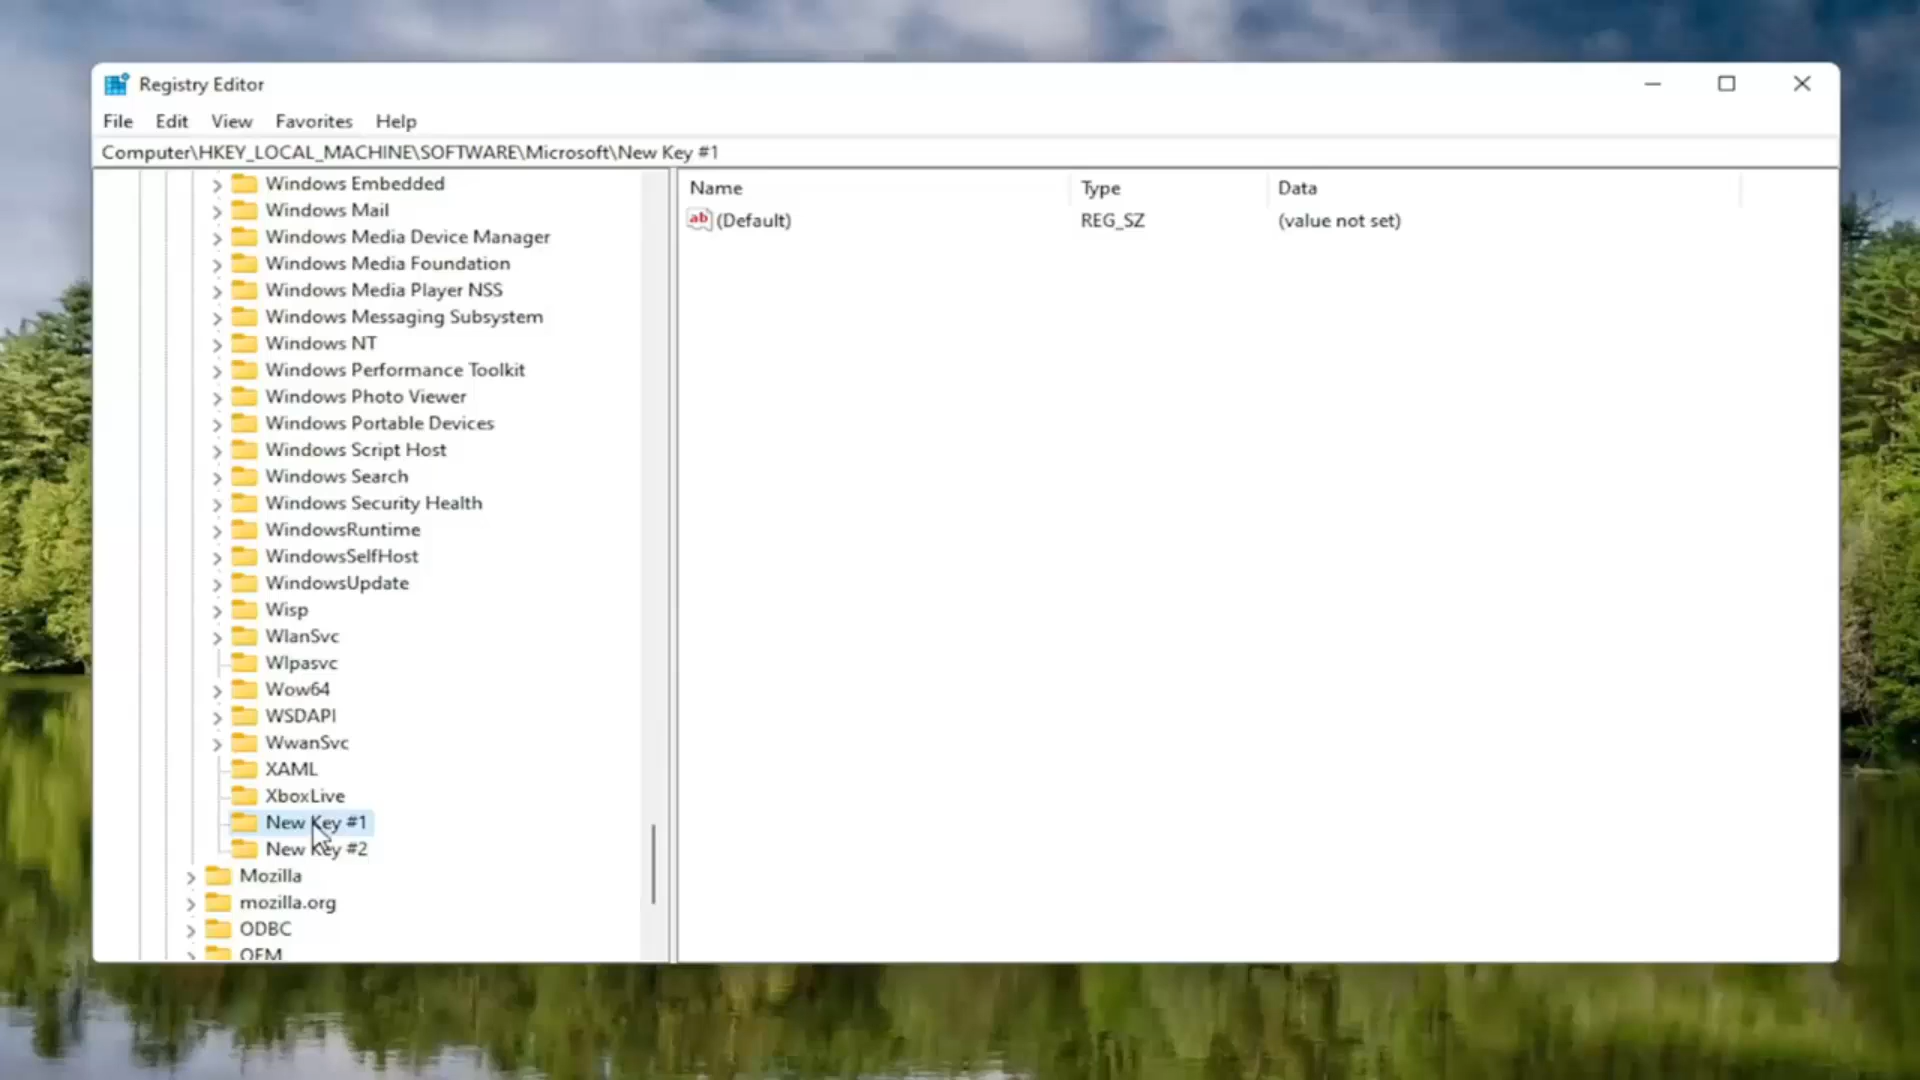 Registry Editor
File Edit View Favorites Help
Computer\HKEY_LOCAL_MACHINE\SOFTWARE\Microsoft\New Key #1
Windows Embedded
Windows Mail
Windows Media Device Manager
Windows Media Foundation
Windows Media Player NSS
Windows Messaging Subsystem
Windows NT
Windows Performance Toolkit
Windows Photo Viewer
Windows Portable Devices
Windows Script Host
Windows Search
Windows Security Health
WindowsRuntime
WindowsSelfHost
WindowsUpdate
Wisp
WlanSvc
Wlpasvc
Wow64
WSDAPI
WwanSvc
XAML
XboxLive
New Key #1
New Key #2
Mozilla
mozilla.org
ODBC
OEM
Name Type Data
ab (Default) REG_SZ (value not set)